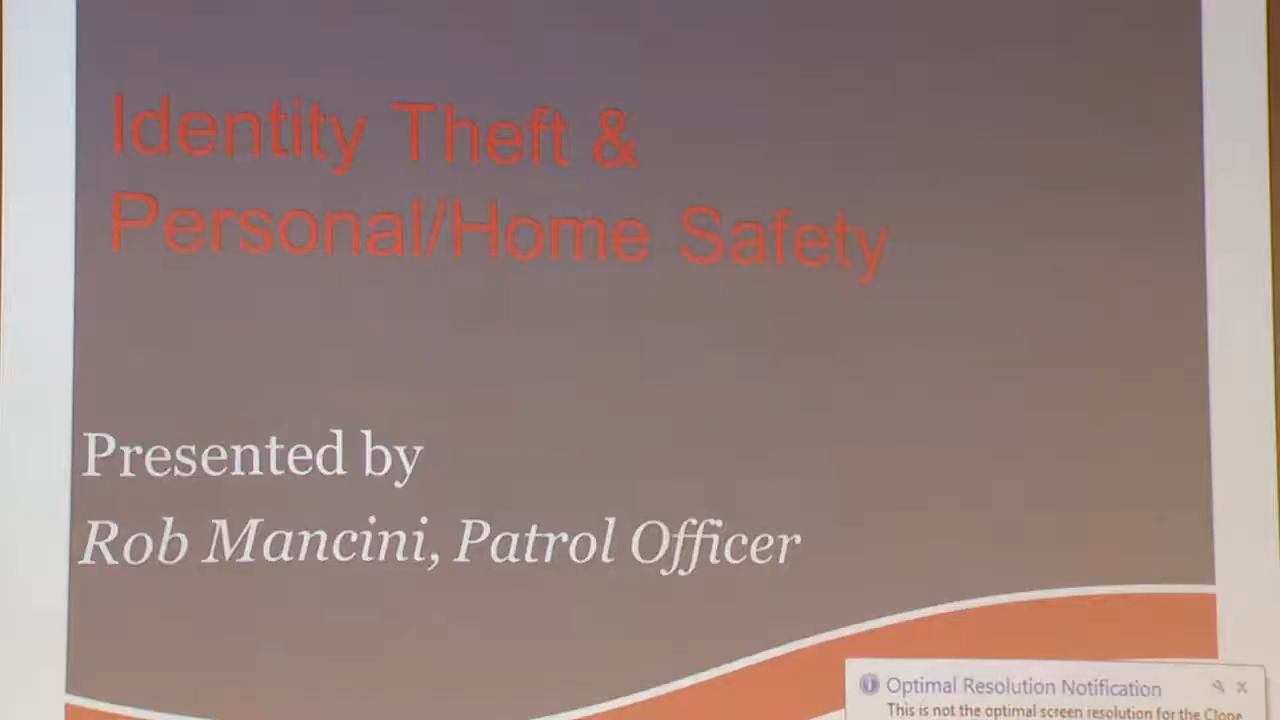 Identity Theft &
Personal/Home Safety
Presented by
Rob Mancini, Patrol Officer
Optimal Resolution Notification
This is not the optimal screen resolution for the Clone